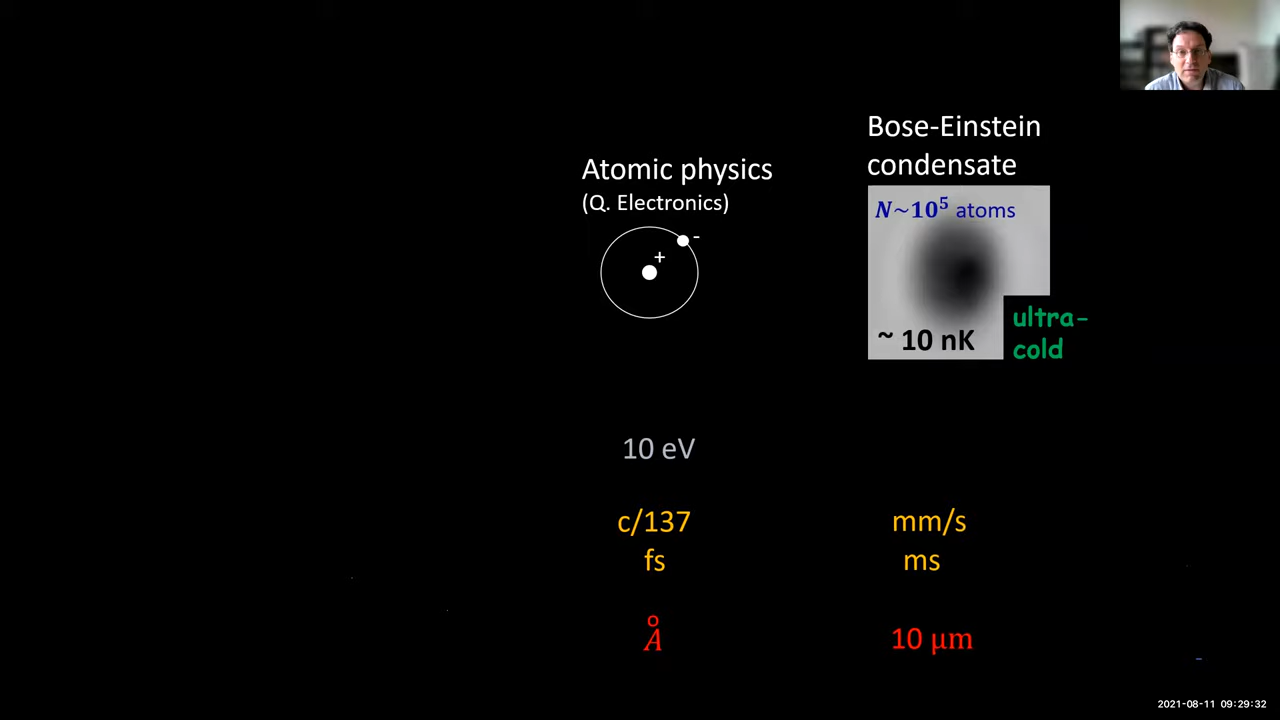 Bose-Einstein
condensate
Atomic physics
(Q. Electronics)
N~10⁵ atoms
-
+
ultra-
cold
~ 10 nK
10 eV
c/137 mm/s
fs ms
Å 10 μm
2021-08-11 09:29:32